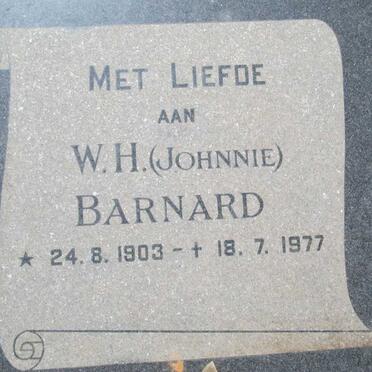 MET LIEFDE
AAN
W.H. (JOHNNIE)
BARNARD
★ 24. 8. 1903 - ✝ 18. 7. 1977